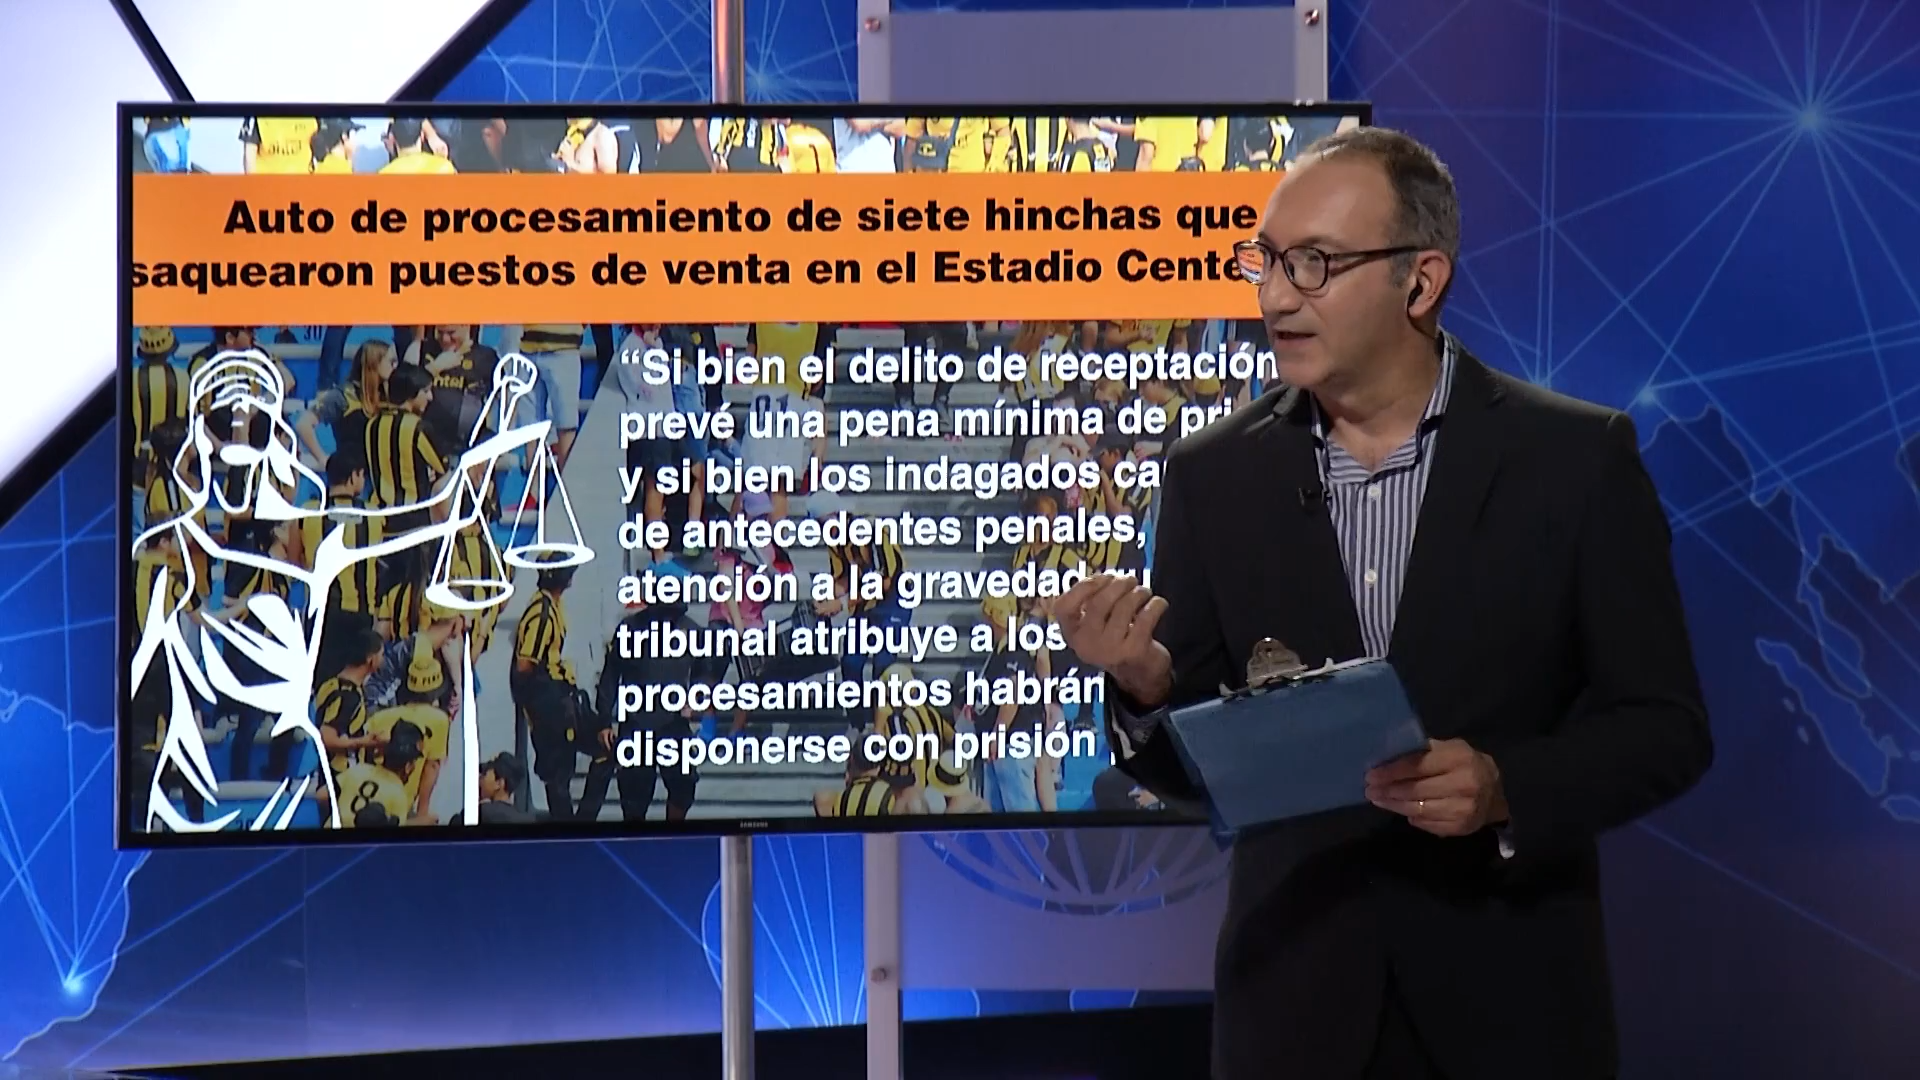 Auto de procesamiento de siete hinchas que
saquearon puestos de venta en el Estadio Cente
“Si bien el delito de receptación
prevé una pena mínima de pri
y si bien los indagados ca
de antecedentes penales,
atención a la gravedad qu
tribunal atribuye a los
procesamientos habrán
disponerse con prisión
SAMSUNG